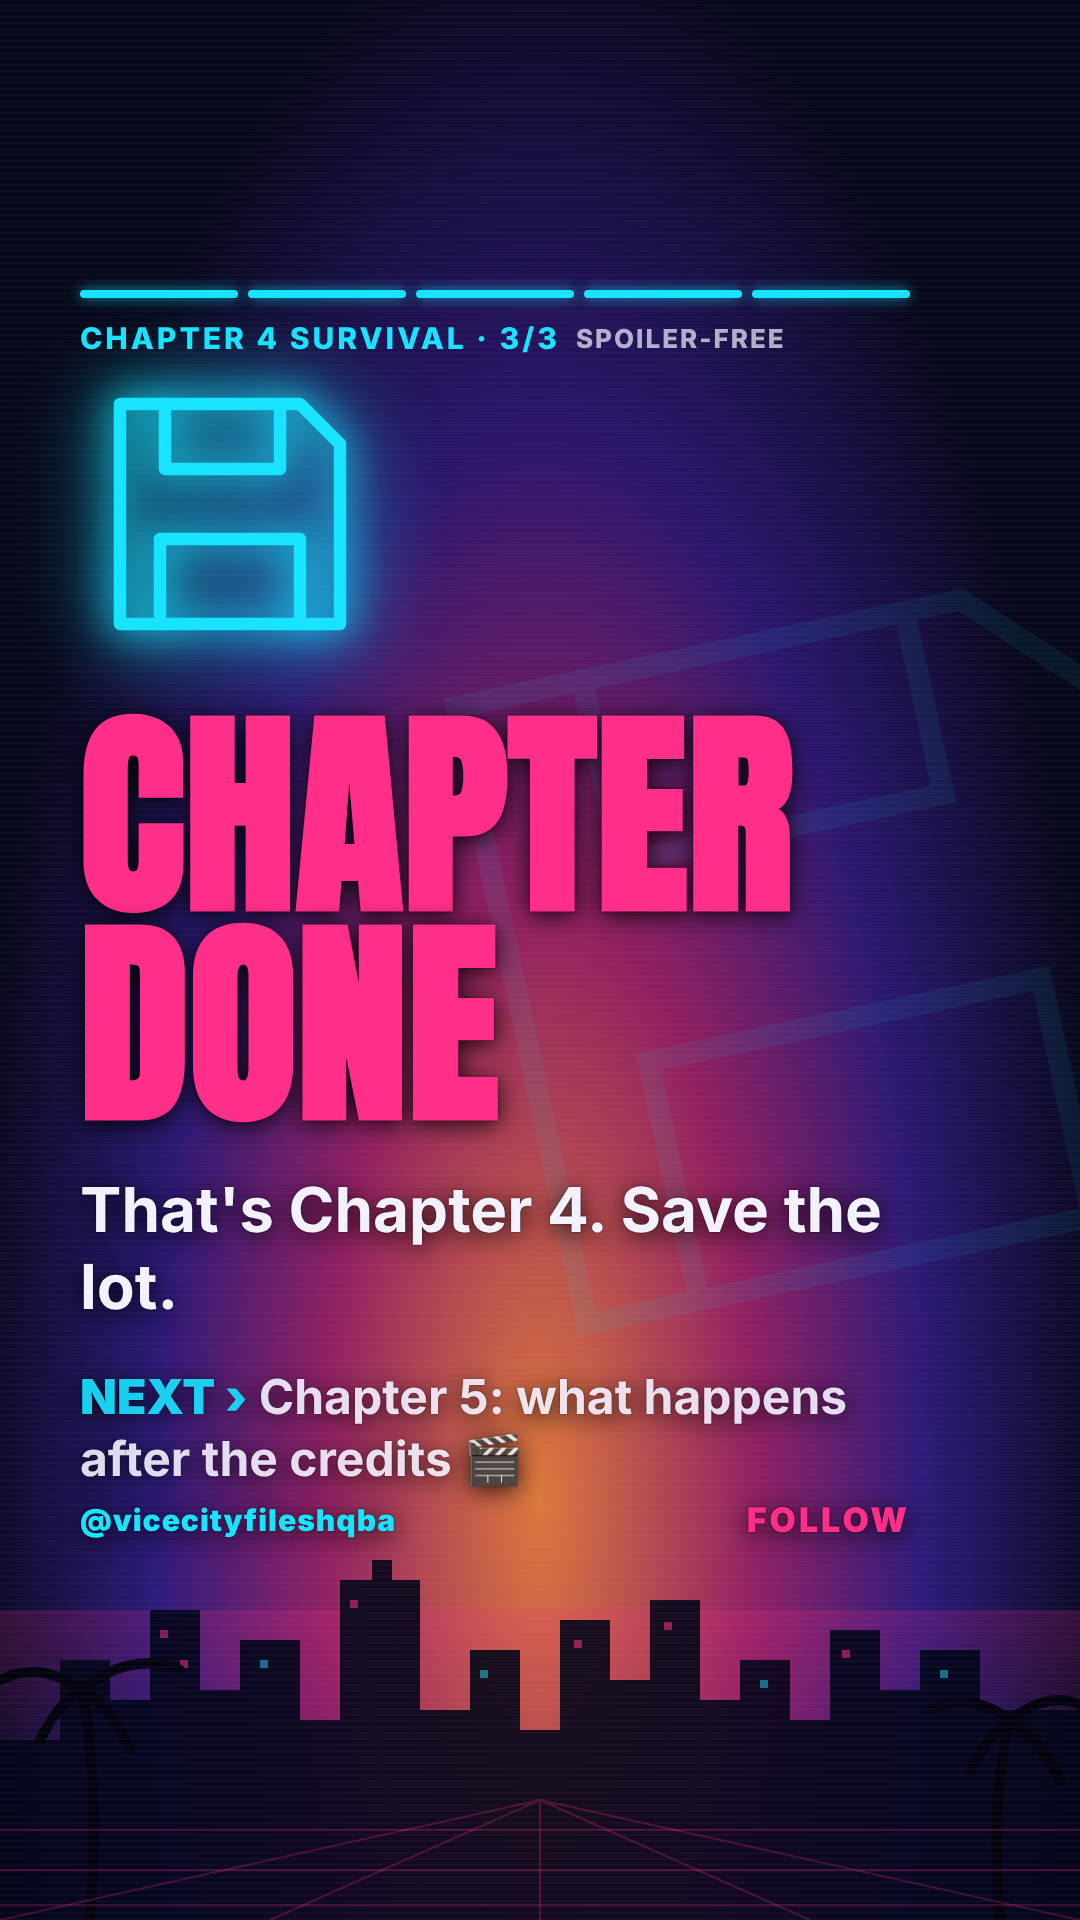 CHAPTER 4 SURVIVAL · 3/3 SPOILER-FREE
CHAPTER
DONE
That's Chapter 4. Save the
lot.
NEXT › Chapter 5: what happens
after the credits 🎬
@vicecityfileshqba FOLLOW